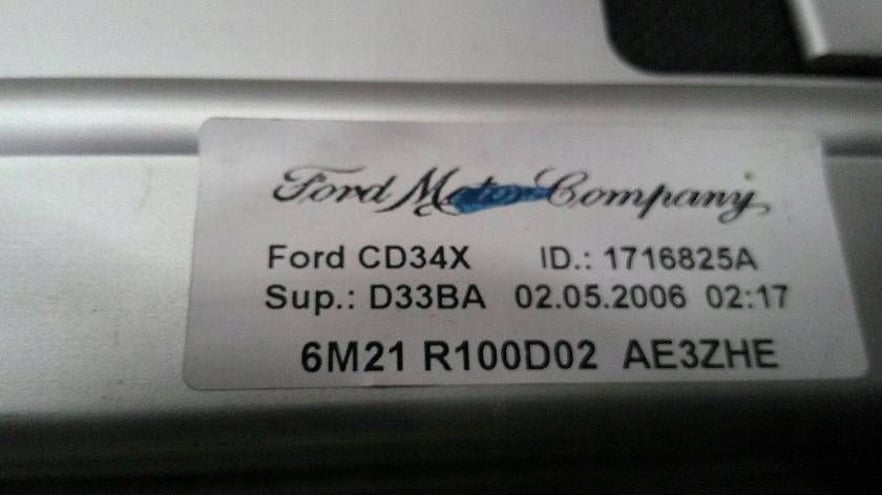 Ford Motor Company
Ford CD34X ID.: 1716825A
Sup.: D33BA 02.05.2006 02:17
6M21 R100D02 AE3ZHE